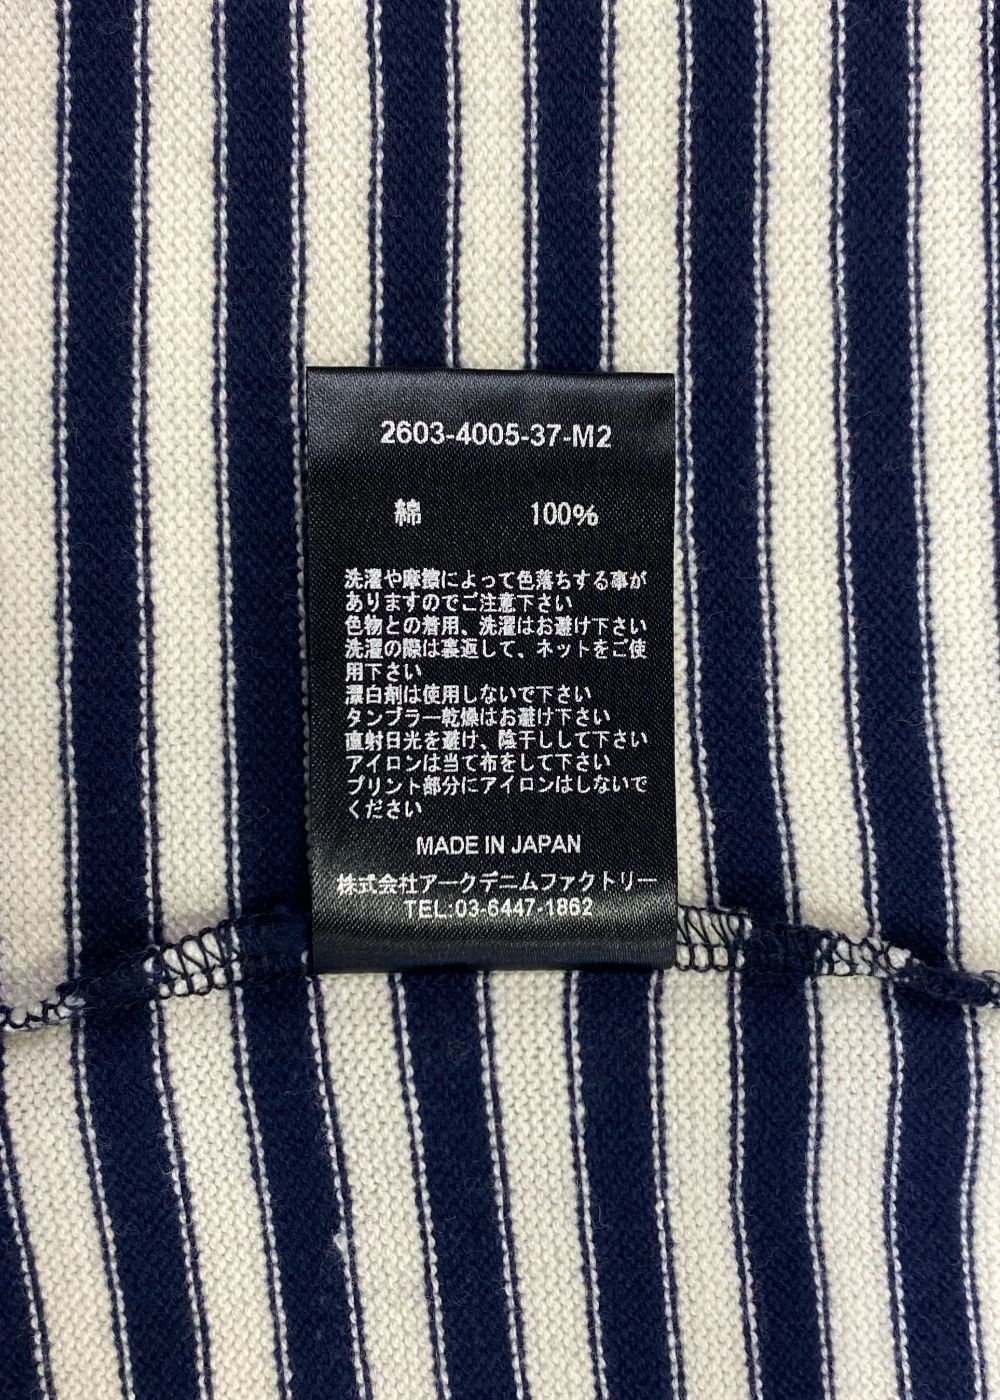 2603-4005-37-M2
綿 100%
洗濯や摩擦によって色落ちする事が
ありますのでご注意下さい
色物との着用、洗濯はお避け下さい
洗濯の際は裏返して、ネットをご使
用下さい
漂白剤は使用しないで下さい
タンブラー乾燥はお避け下さい
直射日光を避け、陰干しして下さい
アイロンは当て布をして下さい
プリント部分にアイロンはしないで
ください
MADE IN JAPAN
株式会社アークデニムファクトリー
TEL:03-6447-1862